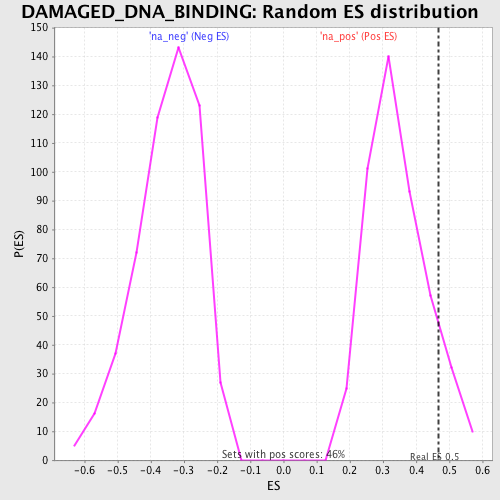 DAMAGED_DNA_BINDING: Random ES distribution
'na_neg' (Neg ES) 'na_pos' (Pos ES)
150
140
130
120
110
100
90
80
70
60
50
40
30
20
10
0
P(ES)
Sets with pos scores: 46%
Real ES 0.5
-0.6 -0.5 -0.4 -0.3 -0.2 -0.1 0.0 0.1 0.2 0.3 0.4 0.5 0.6
ES